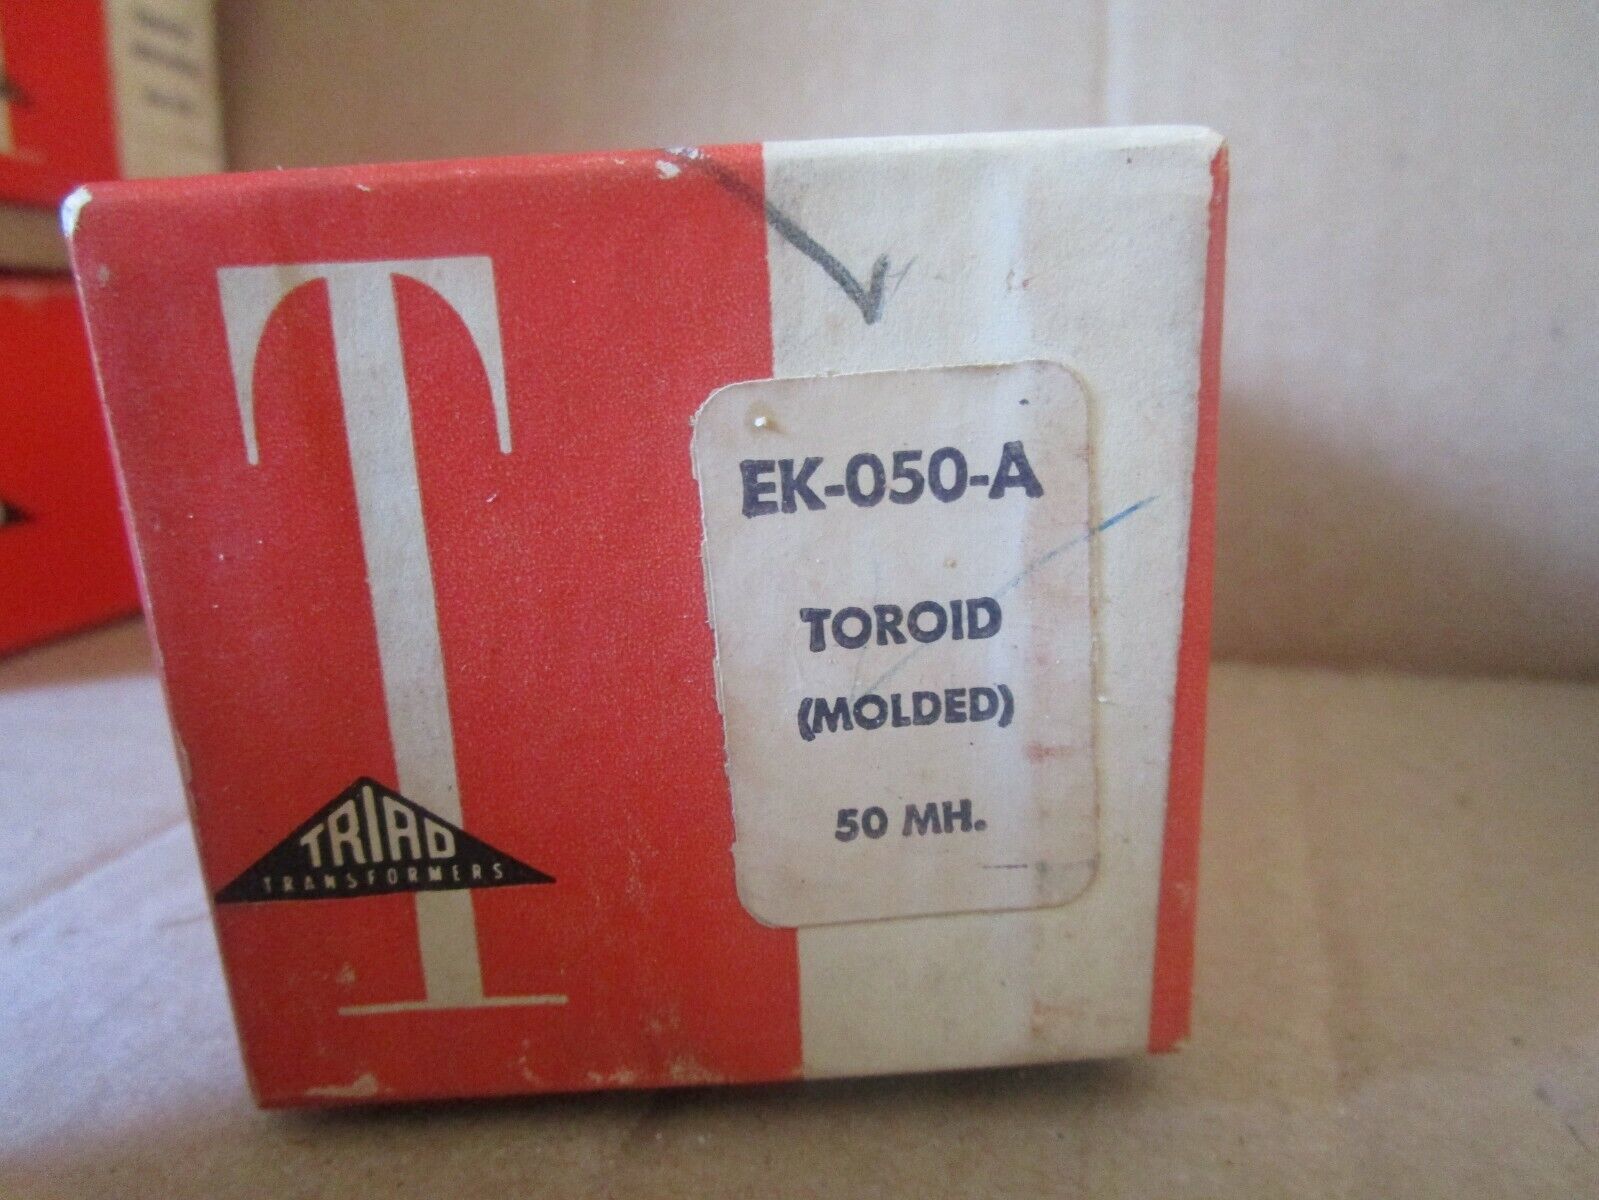 T
TRIAD
TRANSFORMERS
EK-050-A
TOROID
(MOLDED)
50 MH.